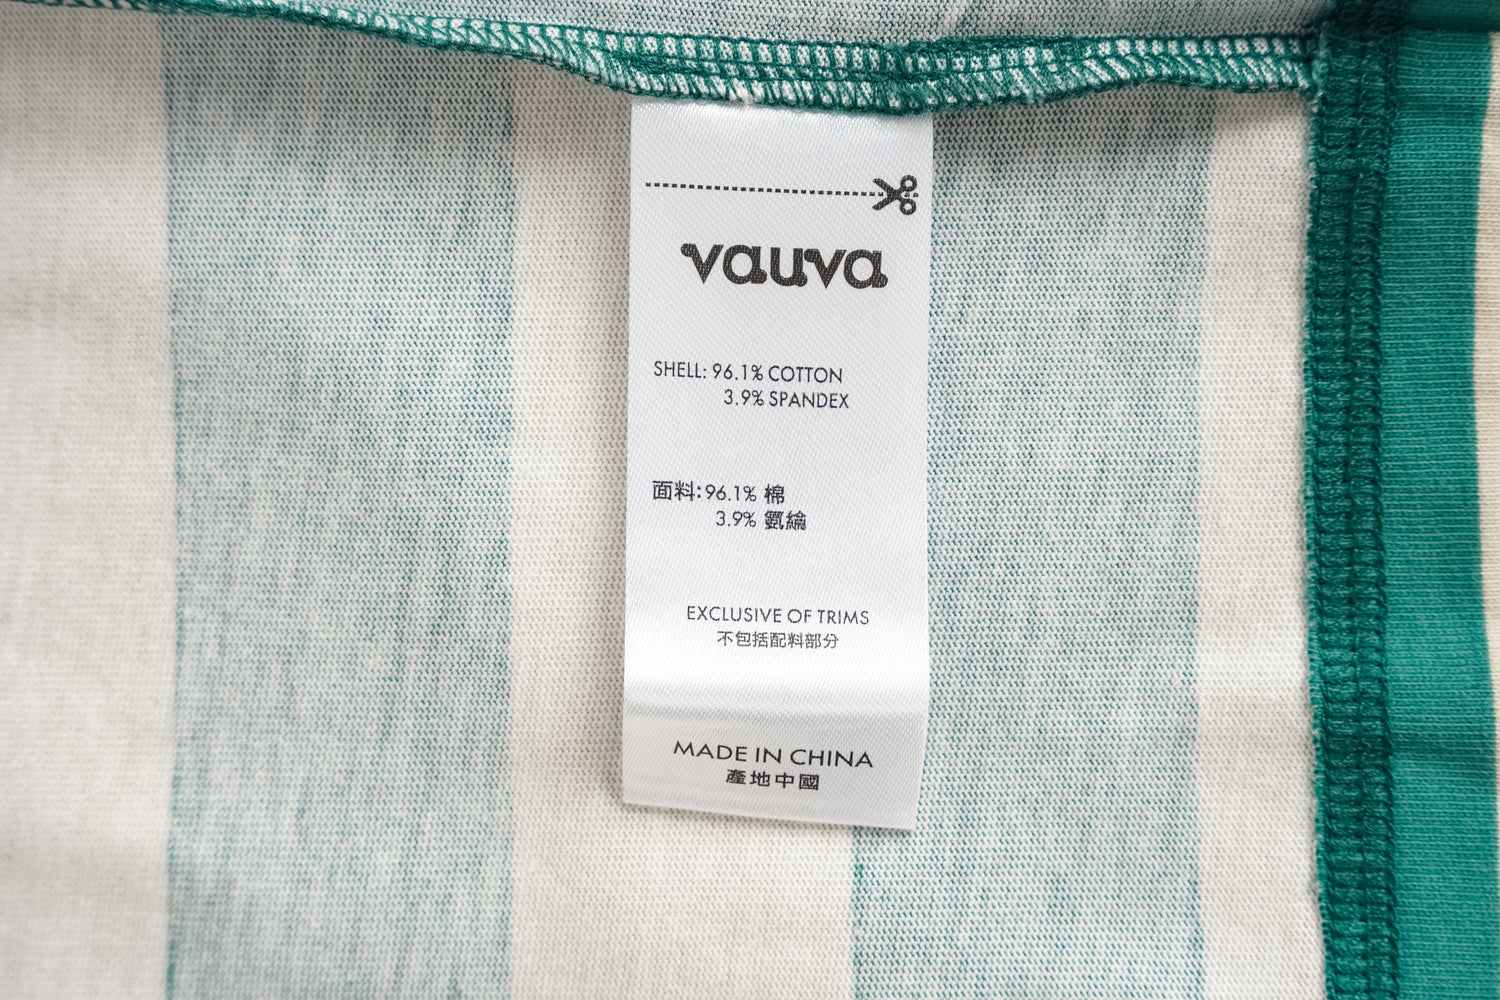 vauva
SHELL: 96.1% COTTON
3.9% SPANDEX
面料:96.1% 棉
3.9% 氨綸
EXCLUSIVE OF TRIMS
不包括配料部分
MADE IN CHINA
產地中國